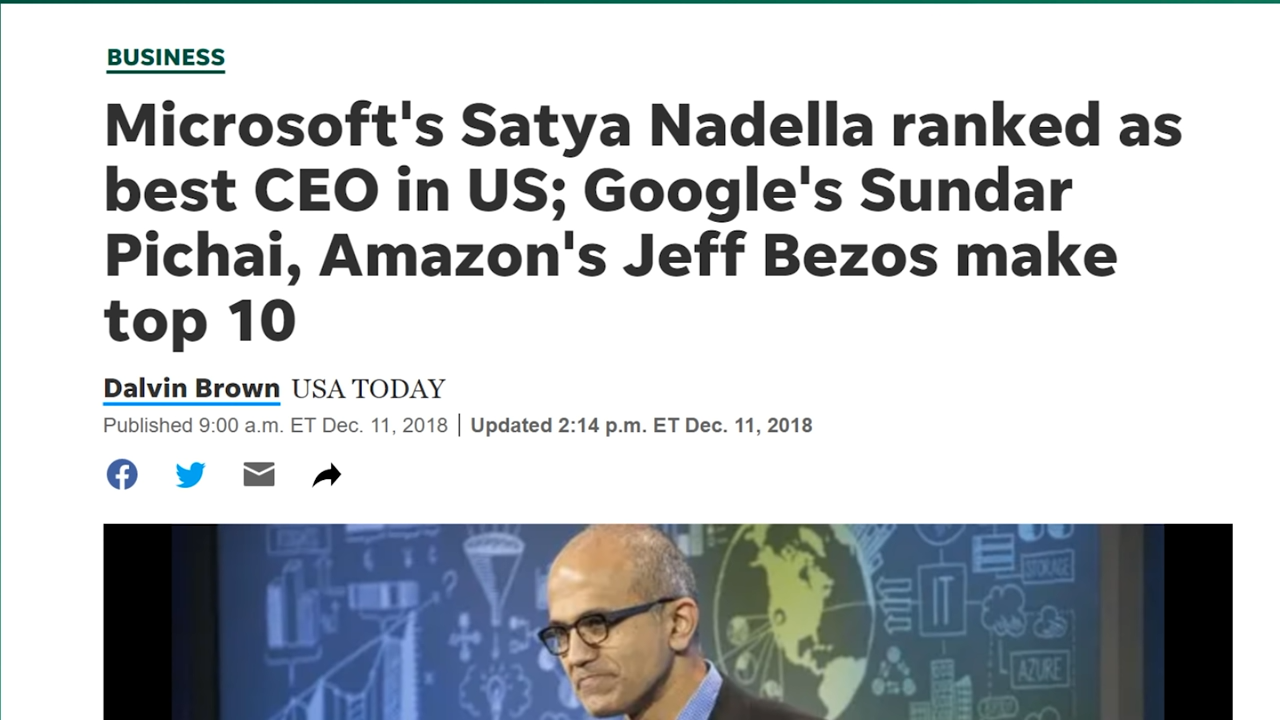 BUSINESS
Microsoft's Satya Nadella ranked as
best CEO in US; Google's Sundar
Pichai, Amazon's Jeff Bezos make
top 10
Dalvin Brown USA TODAY
Published 9:00 a.m. ET Dec. 11, 2018 | Updated 2:14 p.m. ET Dec. 11, 2018
IT
STORAGE
AZURE